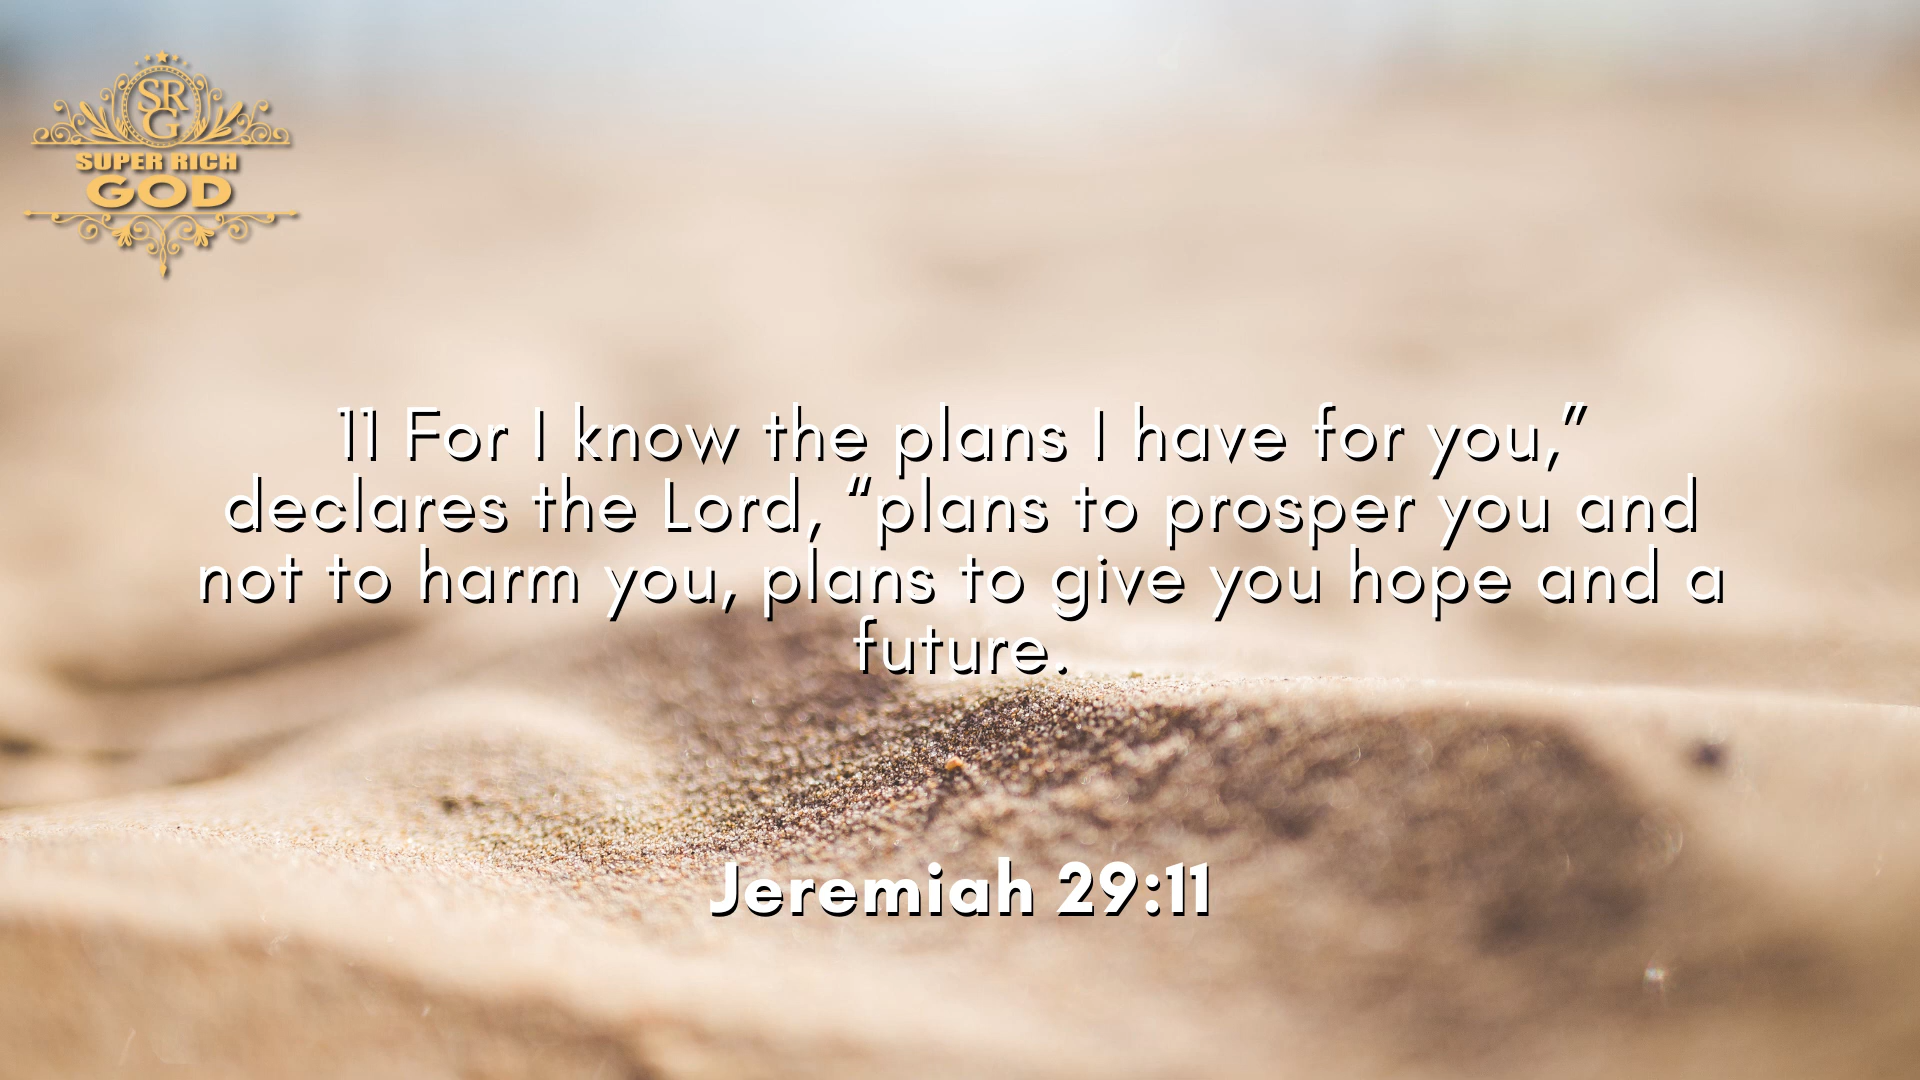 SR
G
SUPER RICH
GOD
11 For I know the plans I have for you,”
declares the Lord, “plans to prosper you and
not to harm you, plans to give you hope and a
future.
Jeremiah 29:11